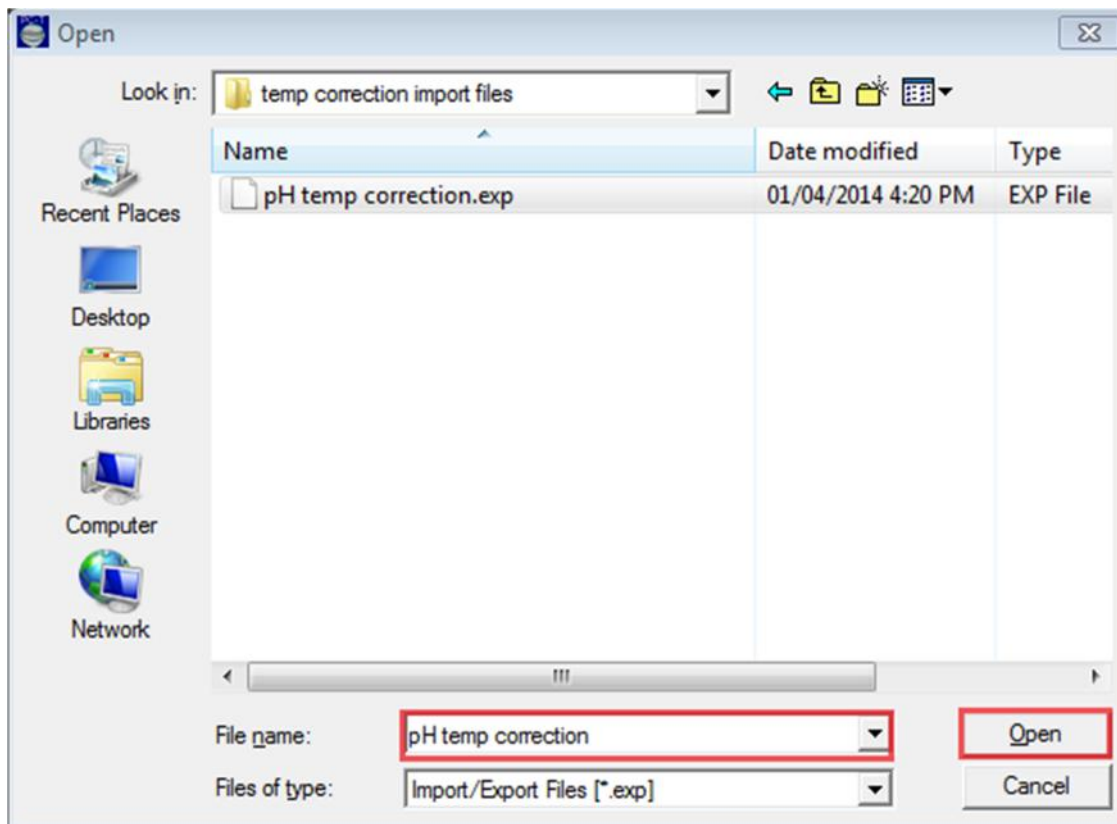 Open
Look in: temp correction import files
Name Date modified Type
pH temp correction.exp 01/04/2014 4:20 PM EXP File
Recent Places
Desktop
Libraries
Computer
Network
File name: pH temp correction Open
Files of type: Import/Export Files [*.exp] Cancel